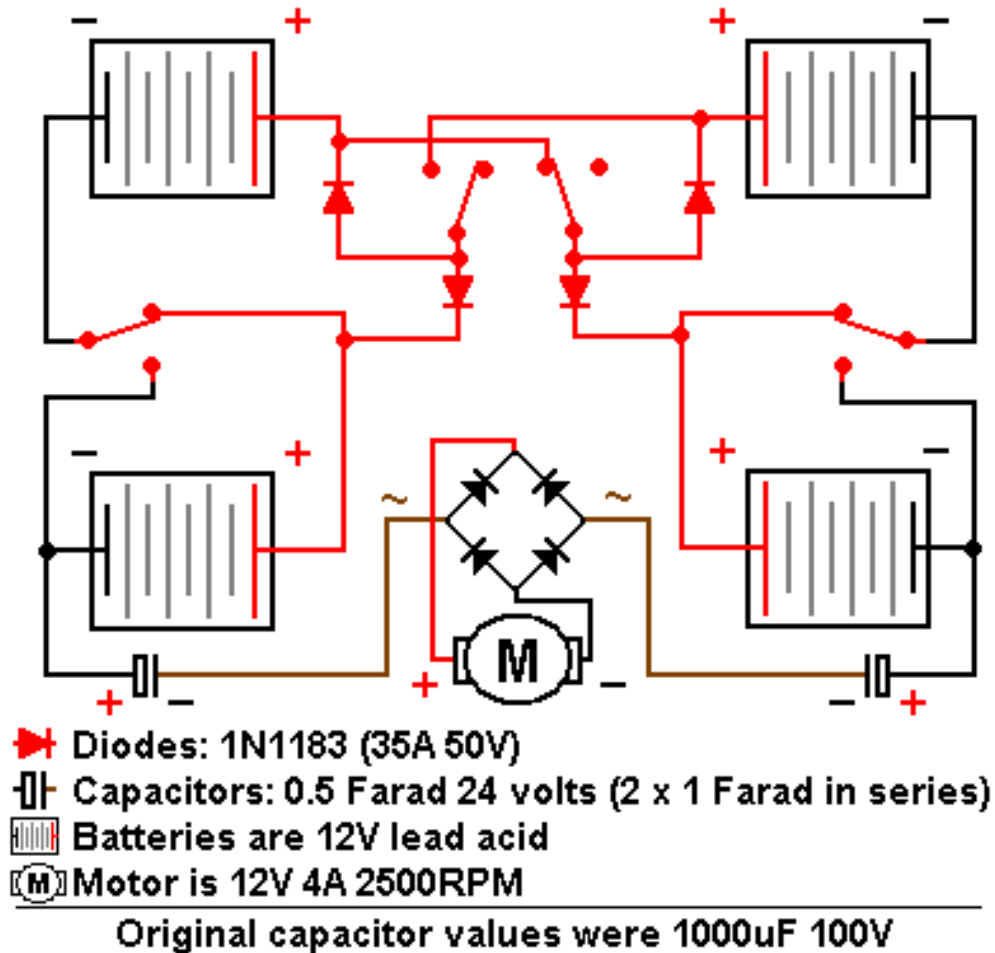 − + + −
− + + −
~ ~
M
+ − + − − +
Diodes: 1N1183 (35A 50V)
Capacitors: 0.5 Farad 24 volts (2 x 1 Farad in series)
Batteries are 12V lead acid
M Motor is 12V 4A 2500RPM
Original capacitor values were 1000uF 100V